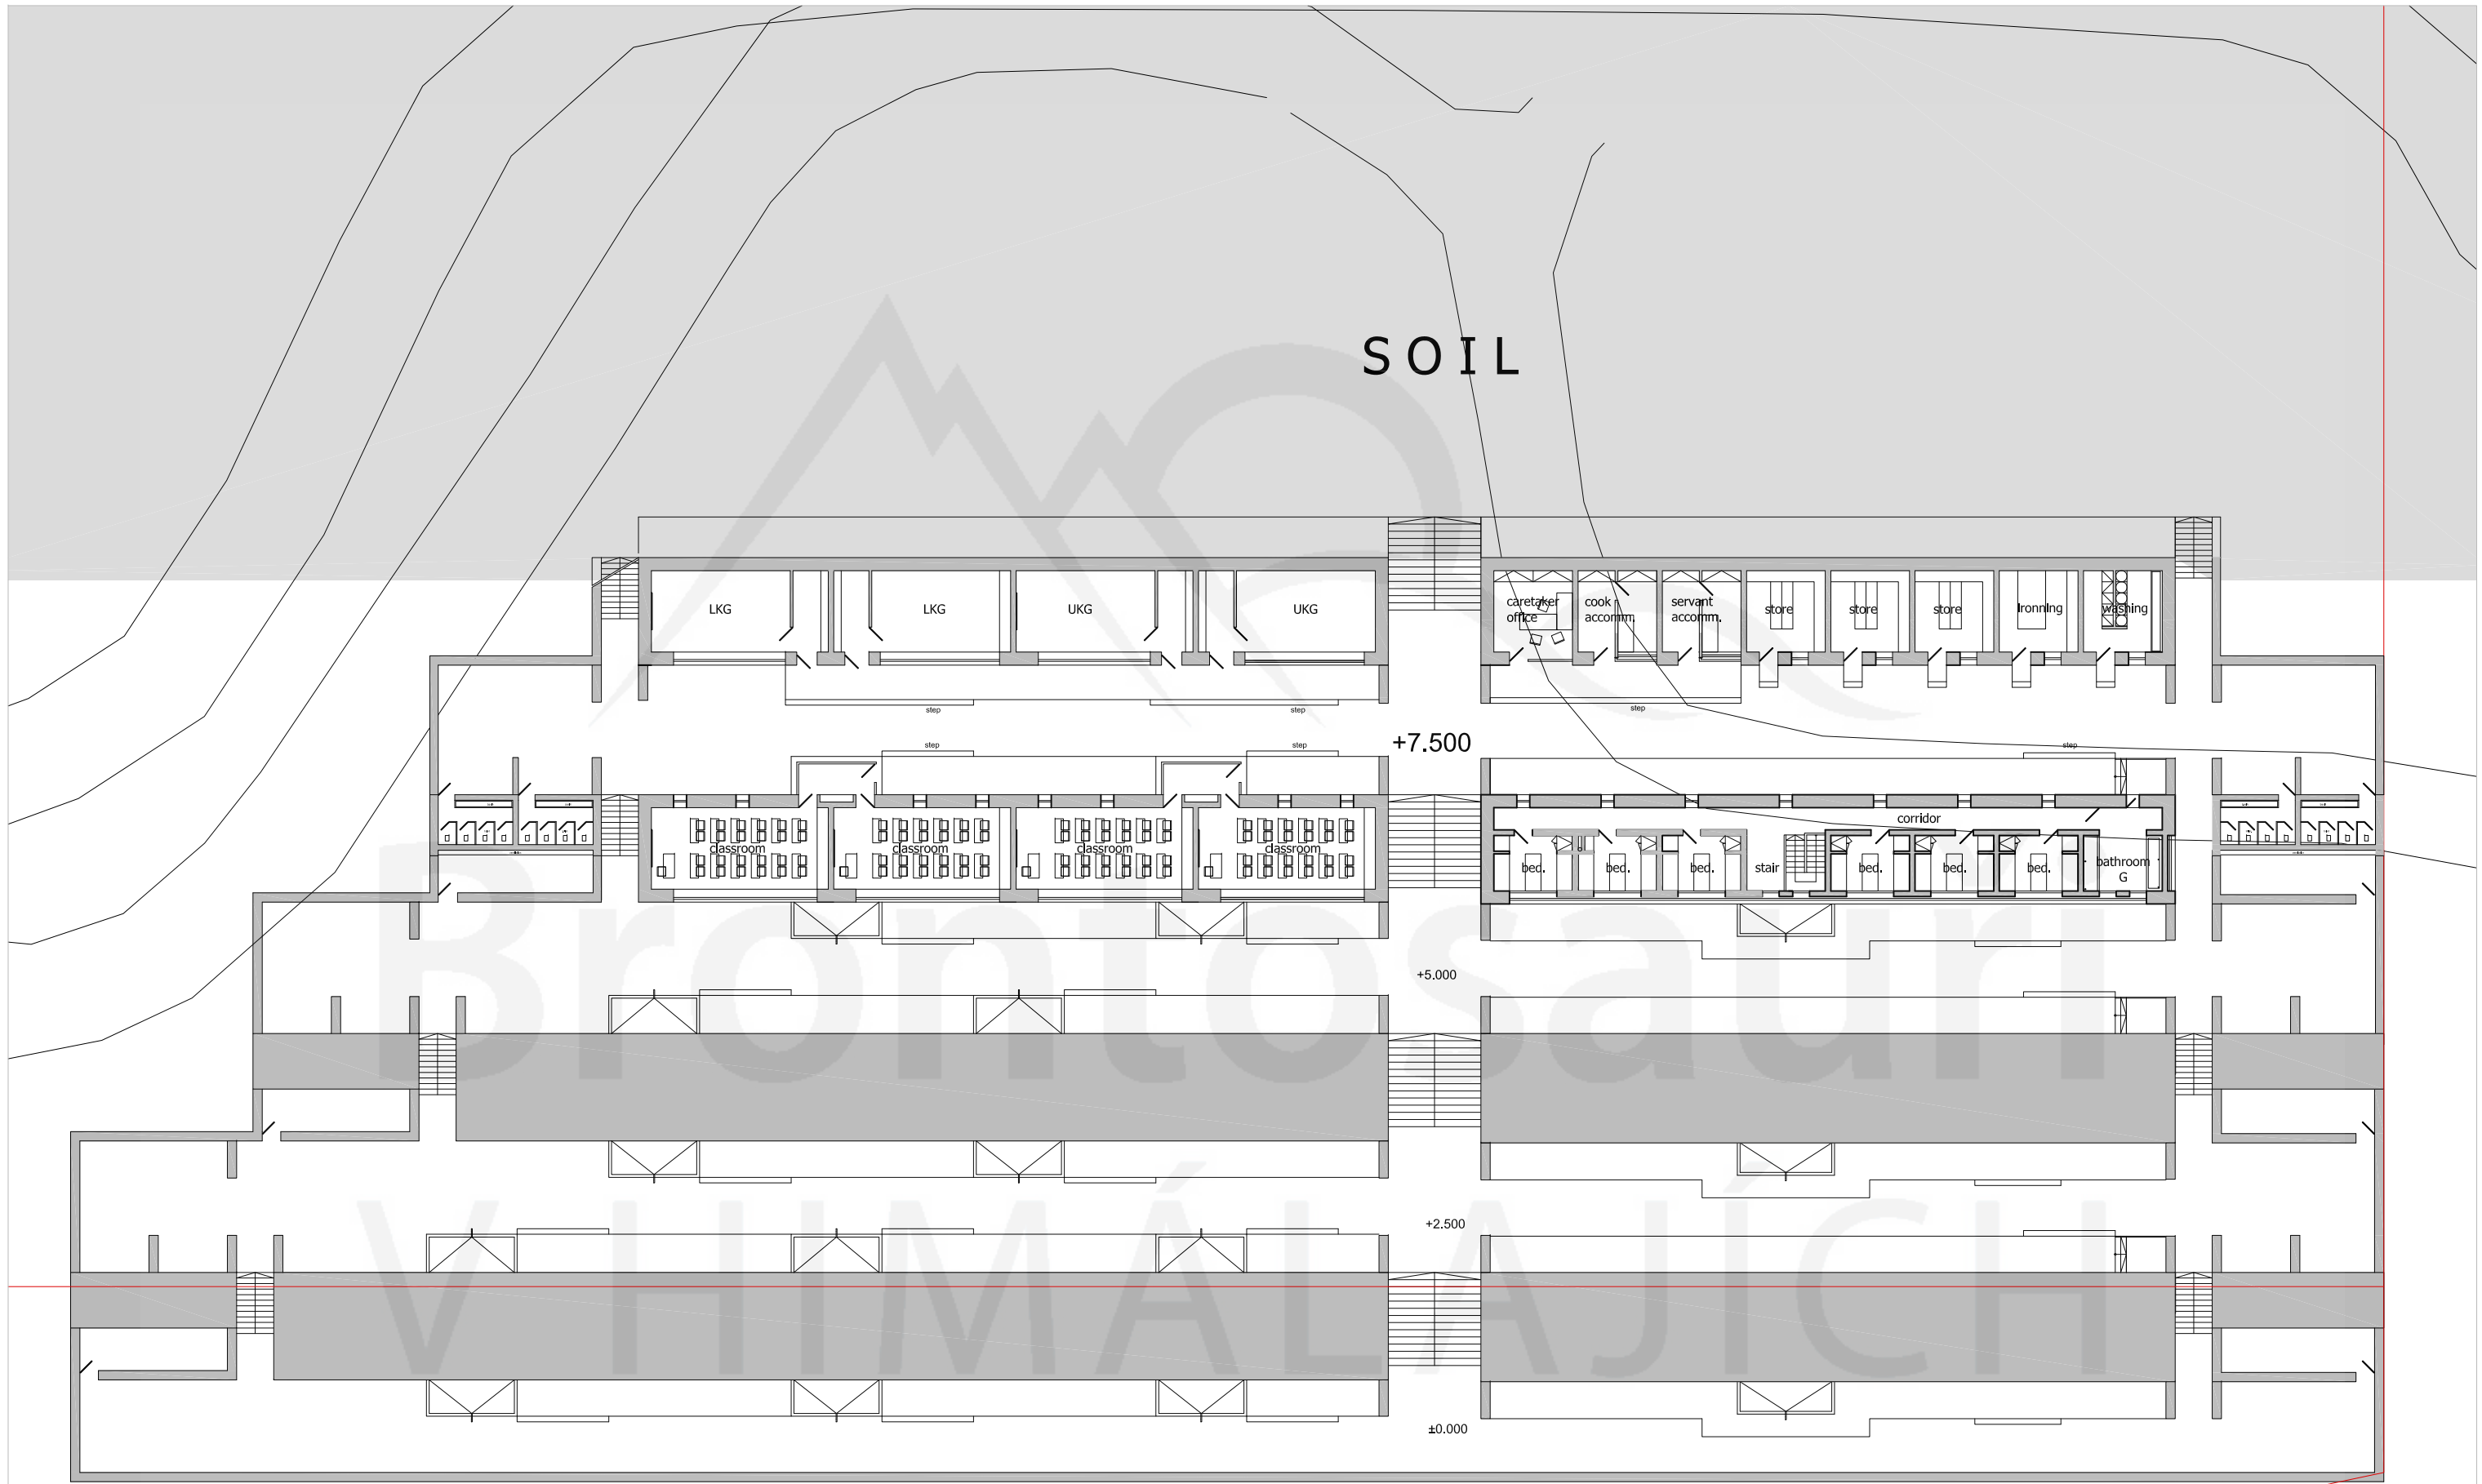 SOIL
LKG
LKG
UKG
UKG
caretaker
office
cook
accomm.
servant
accomm.
store
store
store
ironning
washing
step
step
step
+7.500
step
step
step
corridor
classroom
classroom
classroom
classroom
bed.
bed.
bed.
stair
bed.
bed.
bed.
bathroom
G
Brontosauři
+5.000
V HIMÁLAJÍCH
+2.500
±0.000